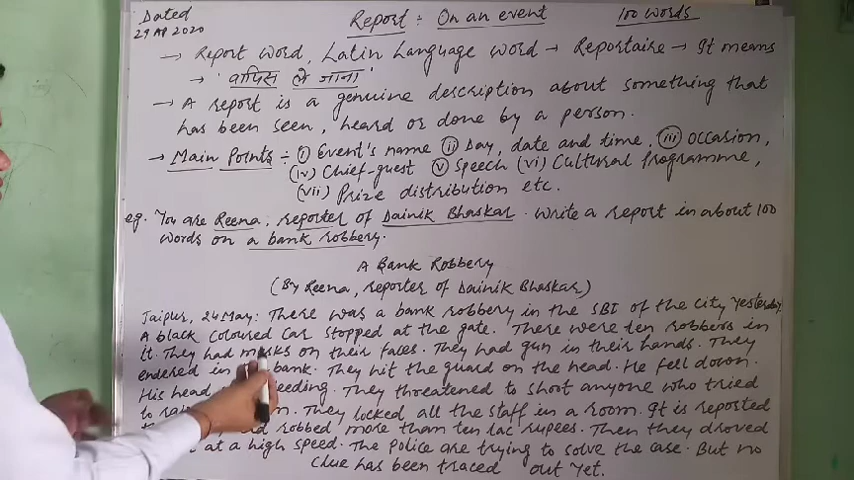 Dated
29 AP 2020
Report ÷ On an event 100 words
→ Report word, Latin Language word → Reportaire → It means
→ 'वापिस ले जाना'
→ A report is a genuine description about something that
has been seen, heard or done by a person.
→ Main Points ÷ (i) Event's name (ii) Day, date and time, (iii) Occasion,
(iv) Chief-guest (v) Speech (vi) Cultural Programme,
(vii) Prize distribution etc.
eg. You are Reena, reporter of Dainik Bhaskar. Write a report in about 100
words on a bank robbery.
A Bank Robbery
(By Reena, reporter of Dainik Bhaskar)
Jaipur, 24 May: There was a bank robbery in the SBI of the city yesterday.
A black coloured car stopped at the gate. There were ten robbers in
it. They had masks on their faces. They had gun in their hands. They
endered in bank. They hit the guard on the head. He fell down.
His head eeding. They threatened to shoot anyone who tried
to They locked all the staff in a room. It is reported
robbed more than ten lac rupees. Then they droved
at a high speed. The police are trying to solve the case. But no
clue has been traced out yet.